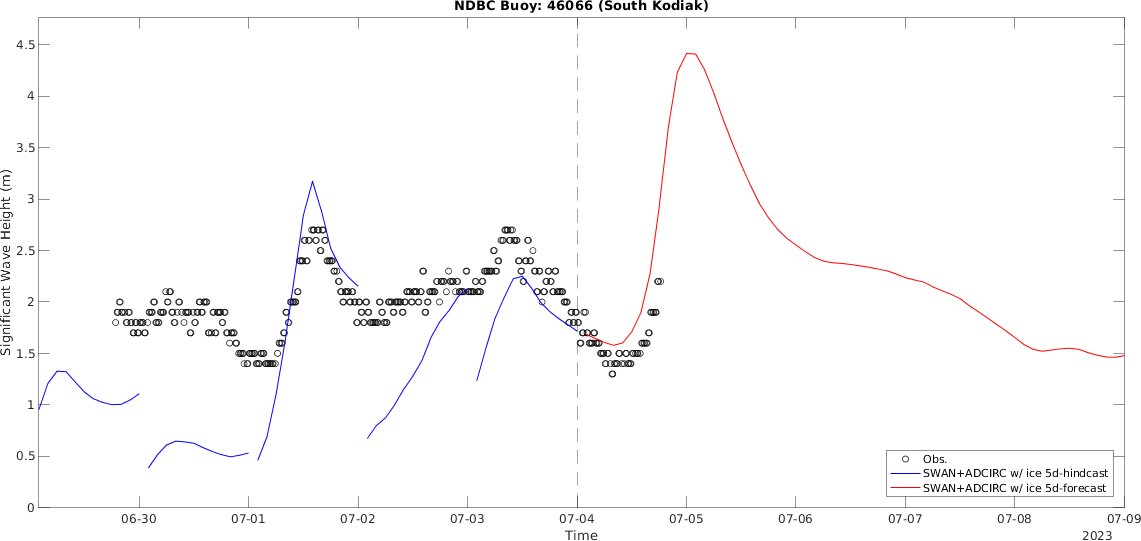 NDBC Buoy: 46066 (South Kodiak)
Significant Wave Height (m)
4.5
4
3.5
3
2.5
2
1.5
1
0.5
0
Obs.
SWAN+ADCIRC w/ ice 5d-hindcast
SWAN+ADCIRC w/ ice 5d-forecast
06-30 07-01 07-02 07-03 07-04 07-05 07-06 07-07 07-08 07-09
Time
2023